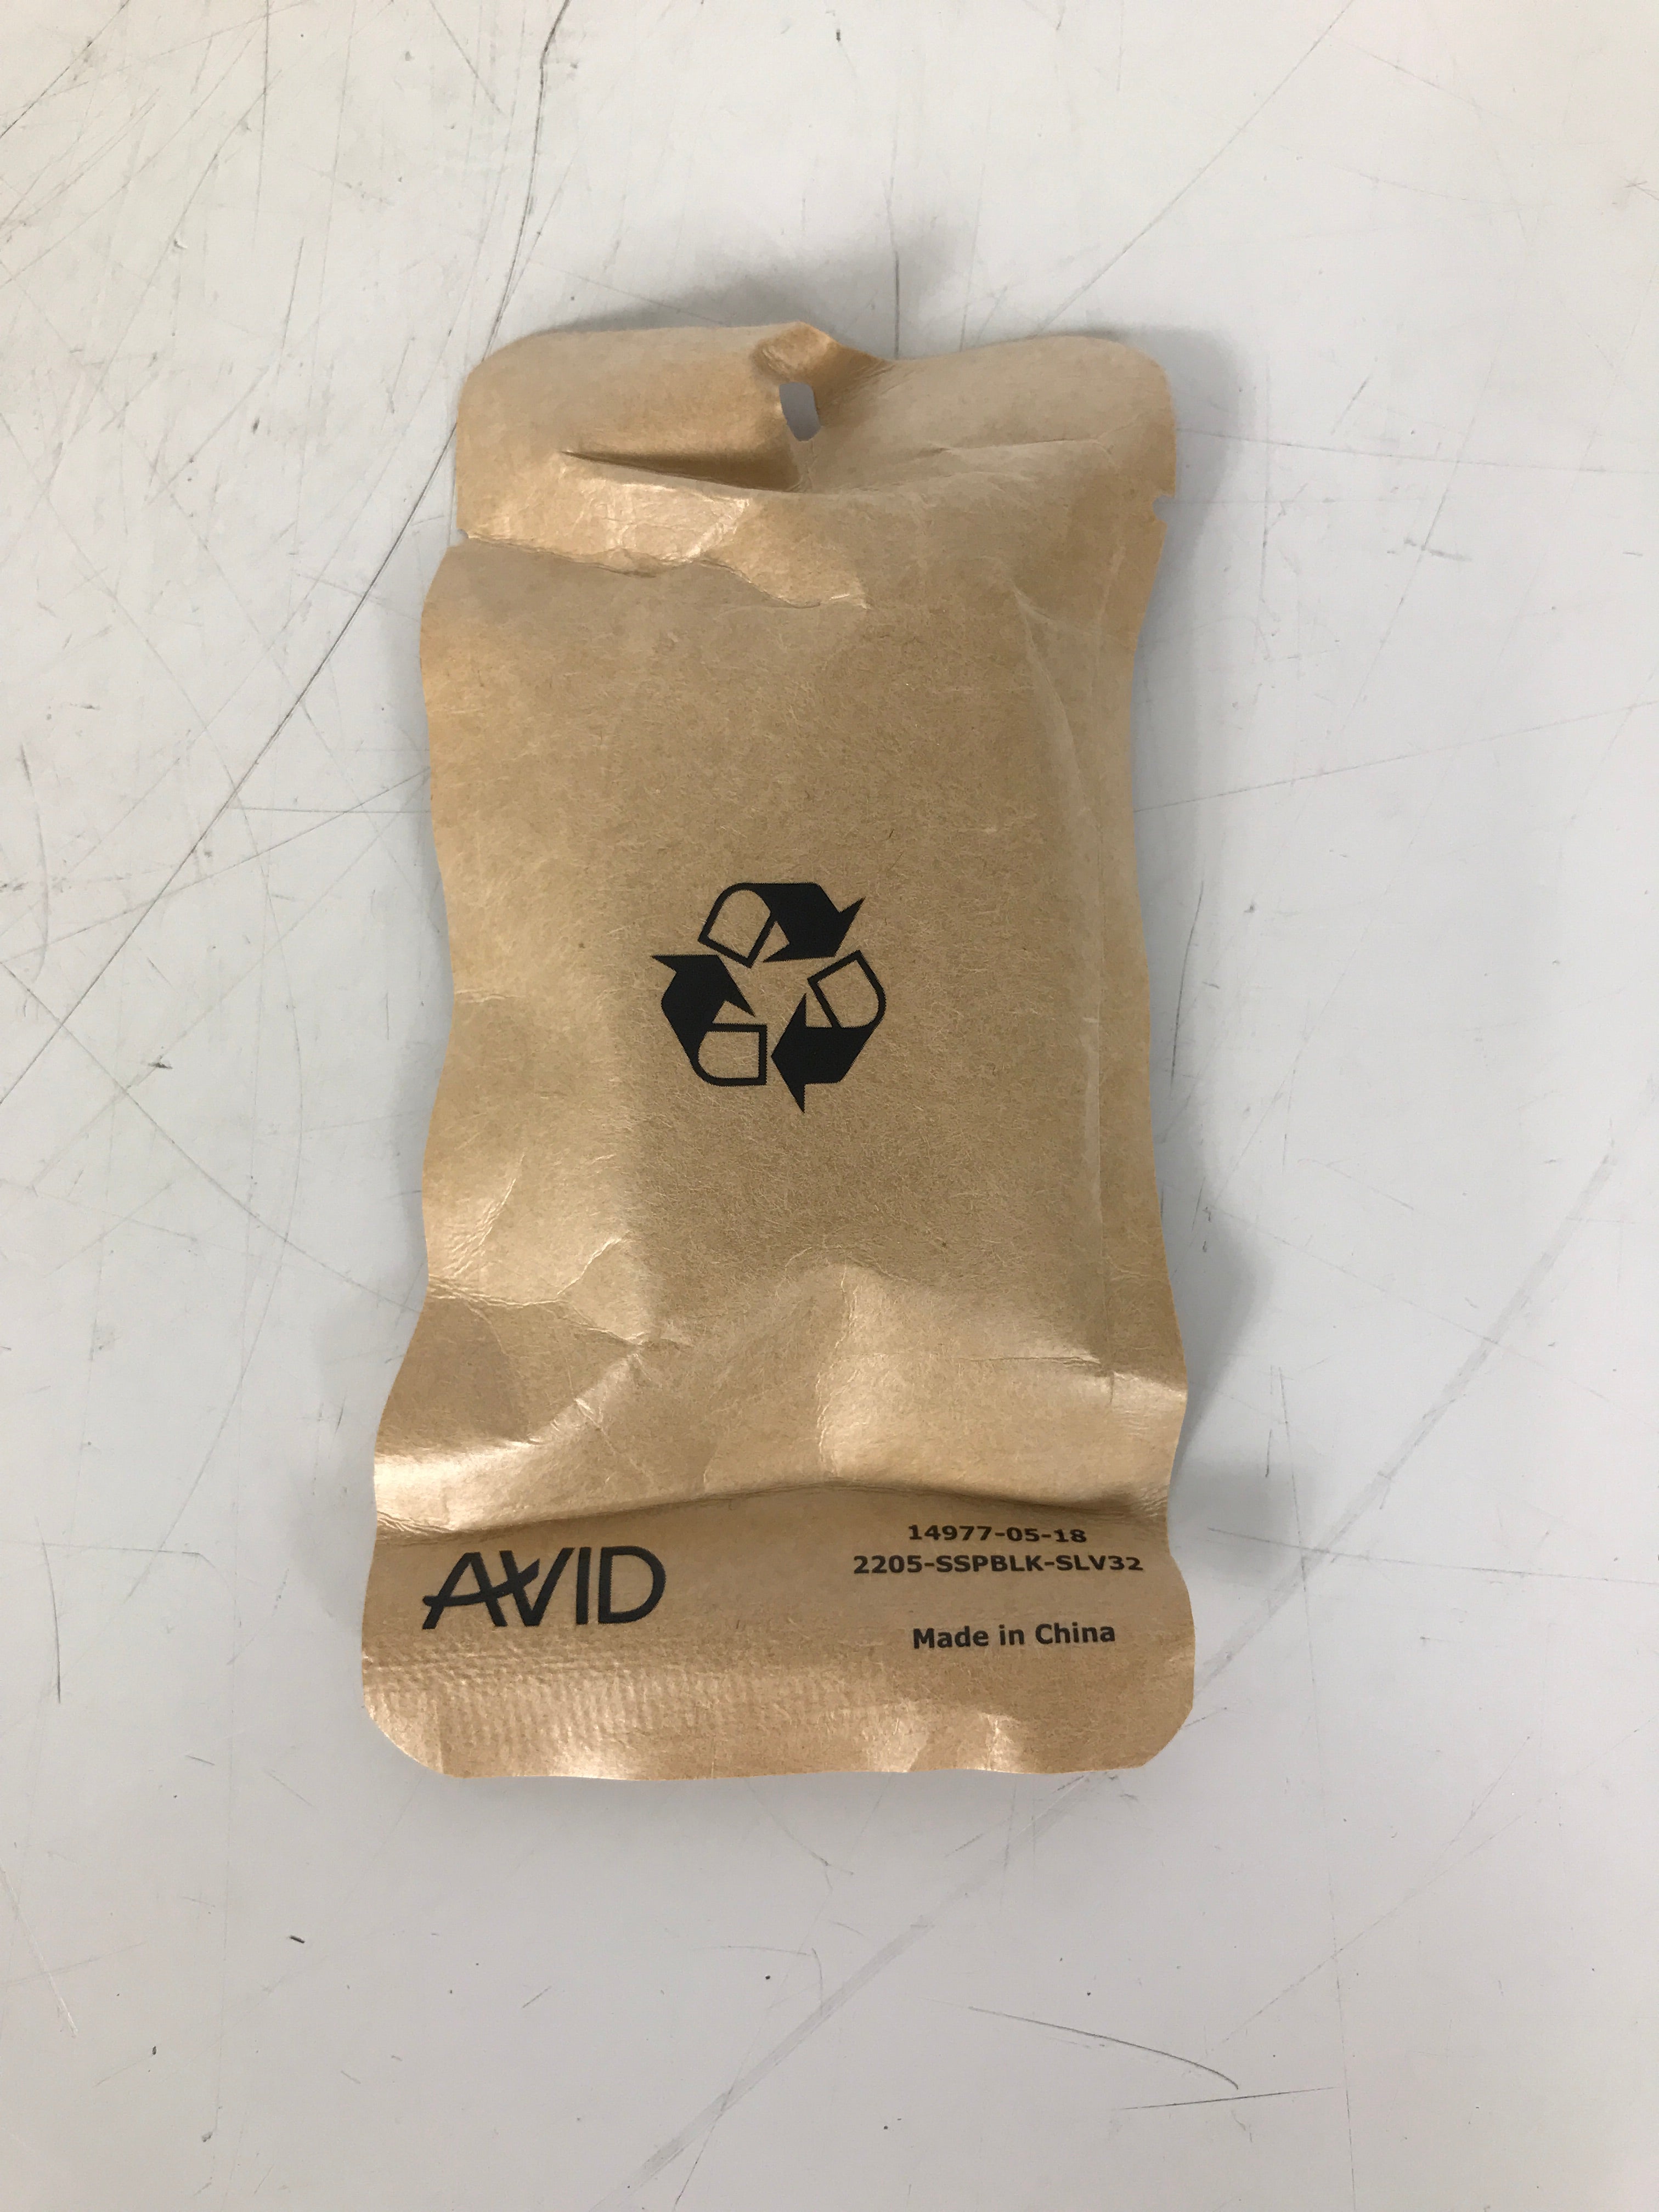 AVID
14977-05-18
2205-SSPBLK-SLV32
Made in China